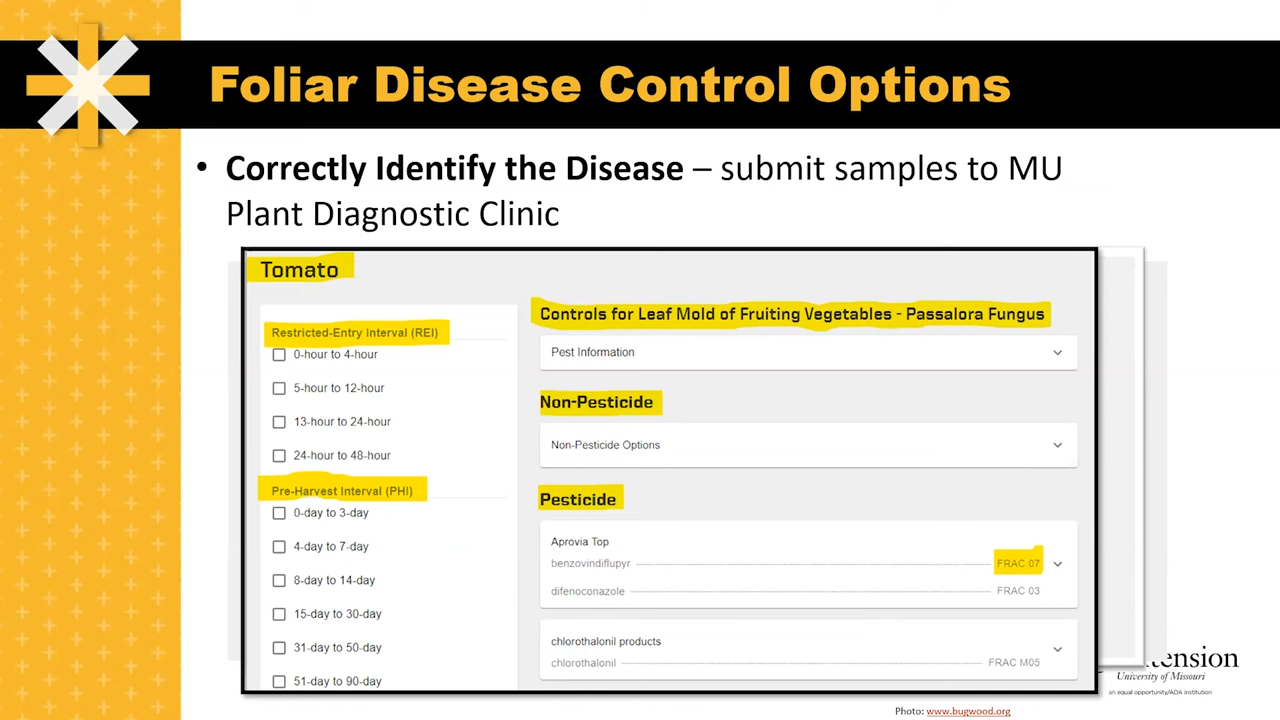 Foliar Disease Control Options
• Correctly Identify the Disease – submit samples to MU
Plant Diagnostic Clinic
Tomato
Restricted-Entry Interval (REI)
0-hour to 4-hour
5-hour to 12-hour
13-hour to 24-hour
24-hour to 48-hour
Pre-Harvest Interval (PHI)
0-day to 3-day
4-day to 7-day
8-day to 14-day
15-day to 30-day
31-day to 50-day
51-day to 90-day
Controls for Leaf Mold of Fruiting Vegetables - Passalora Fungus
Pest Information
Non-Pesticide
Non-Pesticide Options
Pesticide
Aprovia Top
benzovindiflupyr FRAC 07
difenoconazole FRAC 03
chlorothalonil products
chlorothalonil FRAC M05
University of Missouri
an equal opportunity/ADA institution
Photo: www.bugwood.org